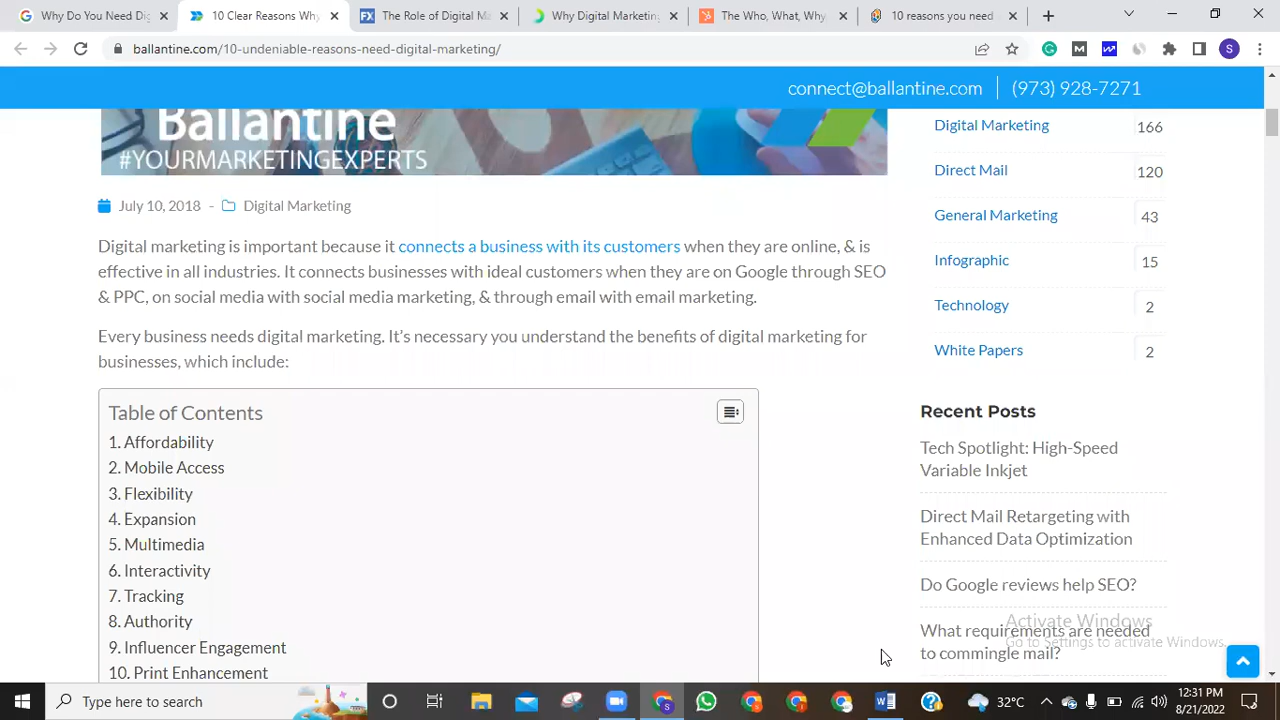 Why Do You Need Dig
10 Clear Reasons Why
The Role of Digital M
Why Digital Marketing
The Who, What, Why,
10 reasons you need
ballantine.com/10-undeniable-reasons-need-digital-marketing/
S
connect@ballantine.com
(973) 928-7271
Ballantine
#YOURMARKETINGEXPERTS
July 10, 2018 - Digital Marketing
Digital marketing is important because it connects a business with its customers when they are online, & is
effective in all industries. It connects businesses with ideal customers when they are on Google through SEO
& PPC, on social media with social media marketing, & through email with email marketing.
Every business needs digital marketing. It's necessary you understand the benefits of digital marketing for
businesses, which include:
Table of Contents
1. Affordability
2. Mobile Access
3. Flexibility
4. Expansion
5. Multimedia
6. Interactivity
7. Tracking
8. Authority
9. Influencer Engagement
10. Print Enhancement
Digital Marketing 166
Direct Mail 120
General Marketing 43
Infographic 15
Technology 2
White Papers 2
Recent Posts
Tech Spotlight: High-Speed
Variable Inkjet
Direct Mail Retargeting with
Enhanced Data Optimization
Do Google reviews help SEO?
What requirements are needed
to commingle mail?
Activate Windows
Go to Settings to activate Windows.
Type here to search
32°C
12:31 PM
8/21/2022